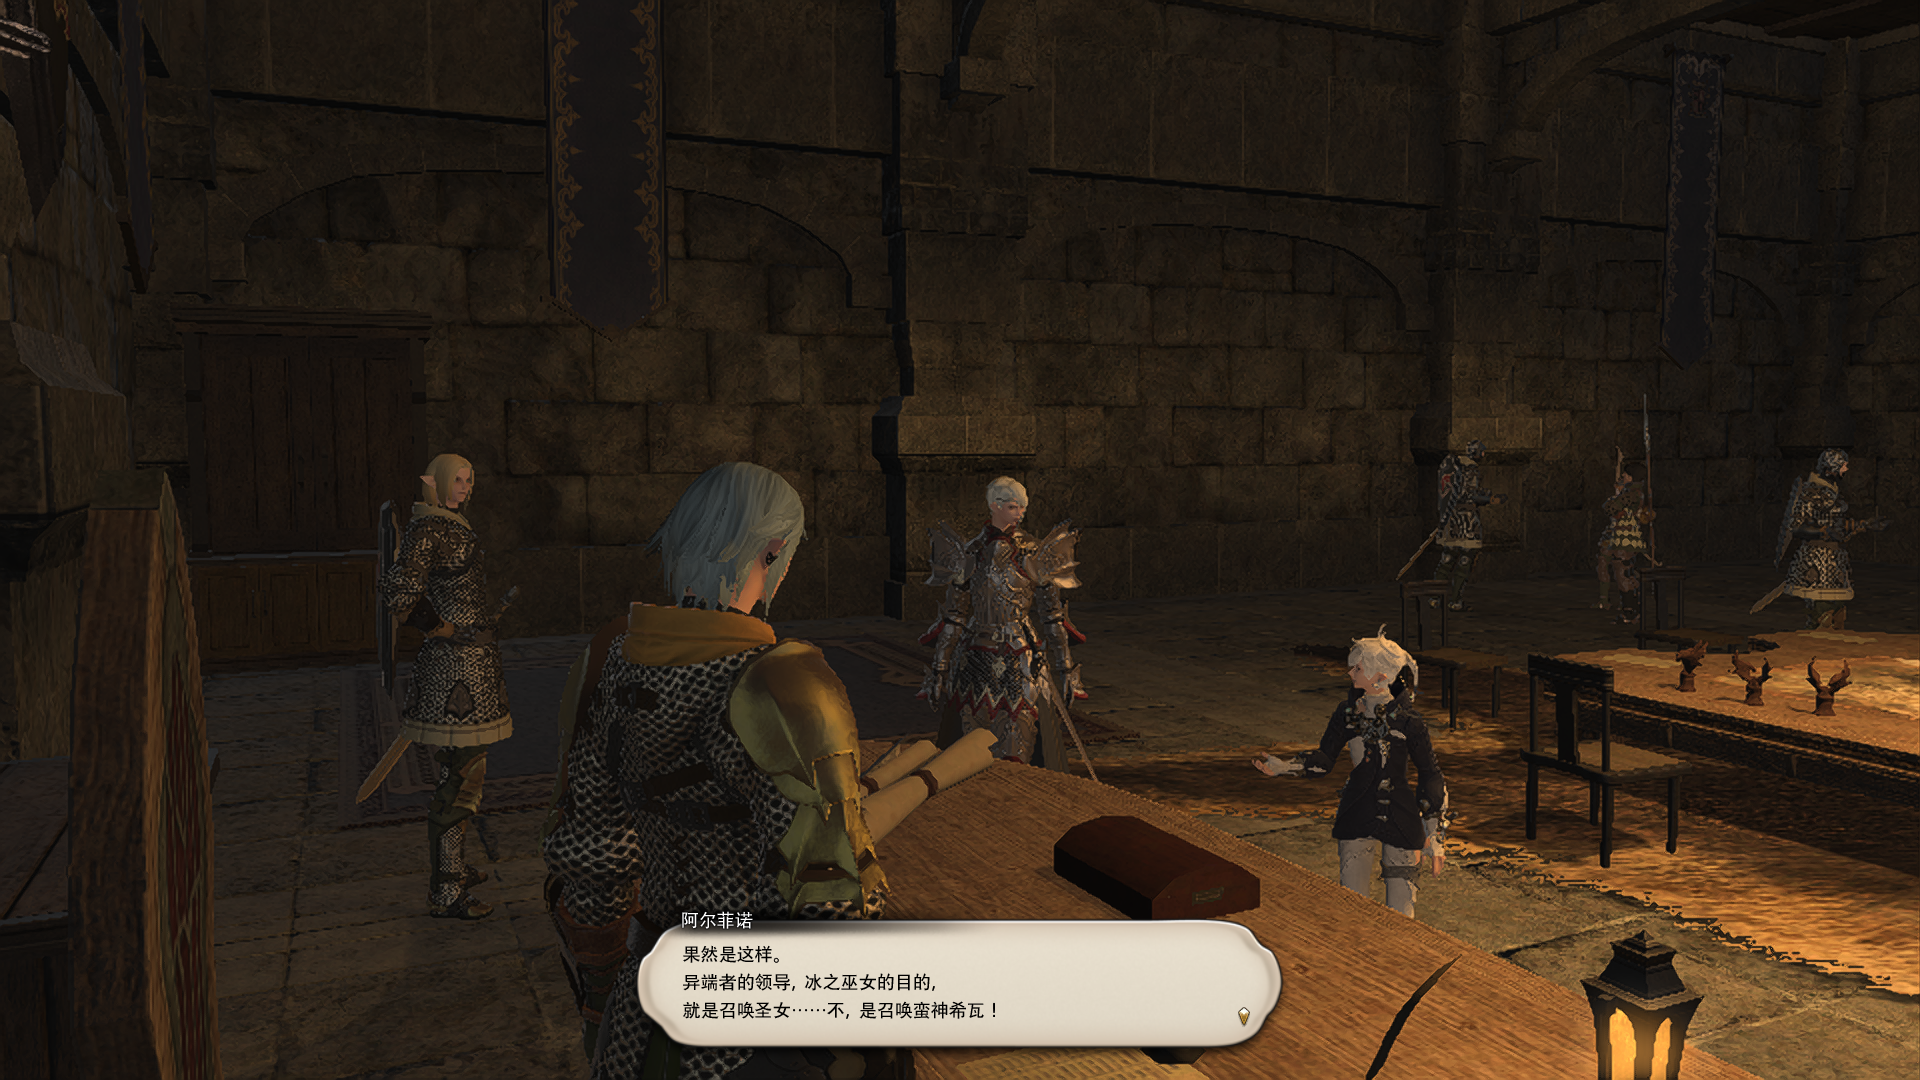 阿尔菲诺
果然是这样。
异端者的领导, 冰之巫女的目的,
就是召唤圣女……不, 是召唤蛮神希瓦！